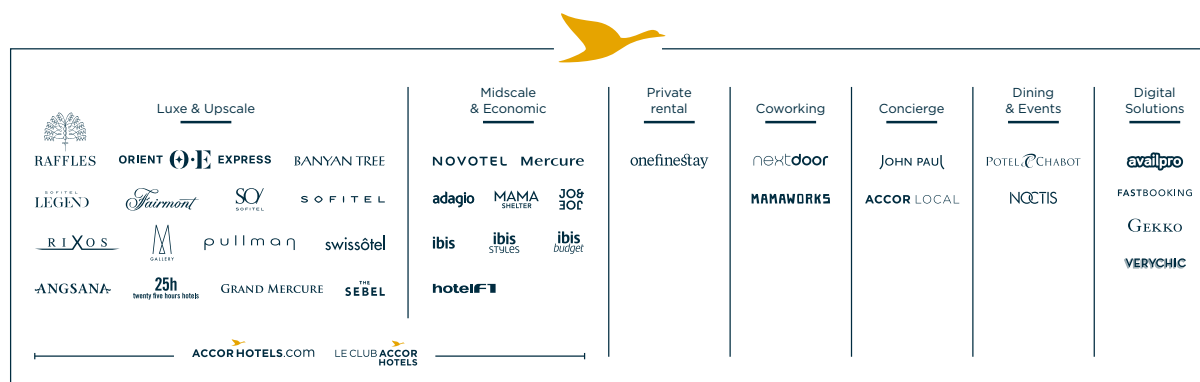 Luxe & Upscale
RAFFLES
ORIENT O·E EXPRESS
BANYAN TREE
SOFITEL
LEGEND
Fairmont
SO/
SOFITEL
SOFITEL
RIXOS
M
GALLERY
pullman
swissôtel
ANGSANA
25h
twenty five hours hotels
GRAND MERCURE
THE
SEBEL
Midscale
& Economic
NOVOTEL
Mercure
adagio
MAMA
SHELTER
JO&
JOE
ibis
ibis
STYLES
ibis
budget
hotelF1
ACCORHOTELS.com
LE CLUB ACCOR
HOTELS
Private
rental
onefinestay
Coworking
nextdoor
MAMAWORKS
Concierge
JOHN PAUL
ACCOR LOCAL
Dining
& Events
POTEL & CHABOT
NOCTIS
Digital
Solutions
availpro
FASTBOOKING
GEKKO
VERYCHIC